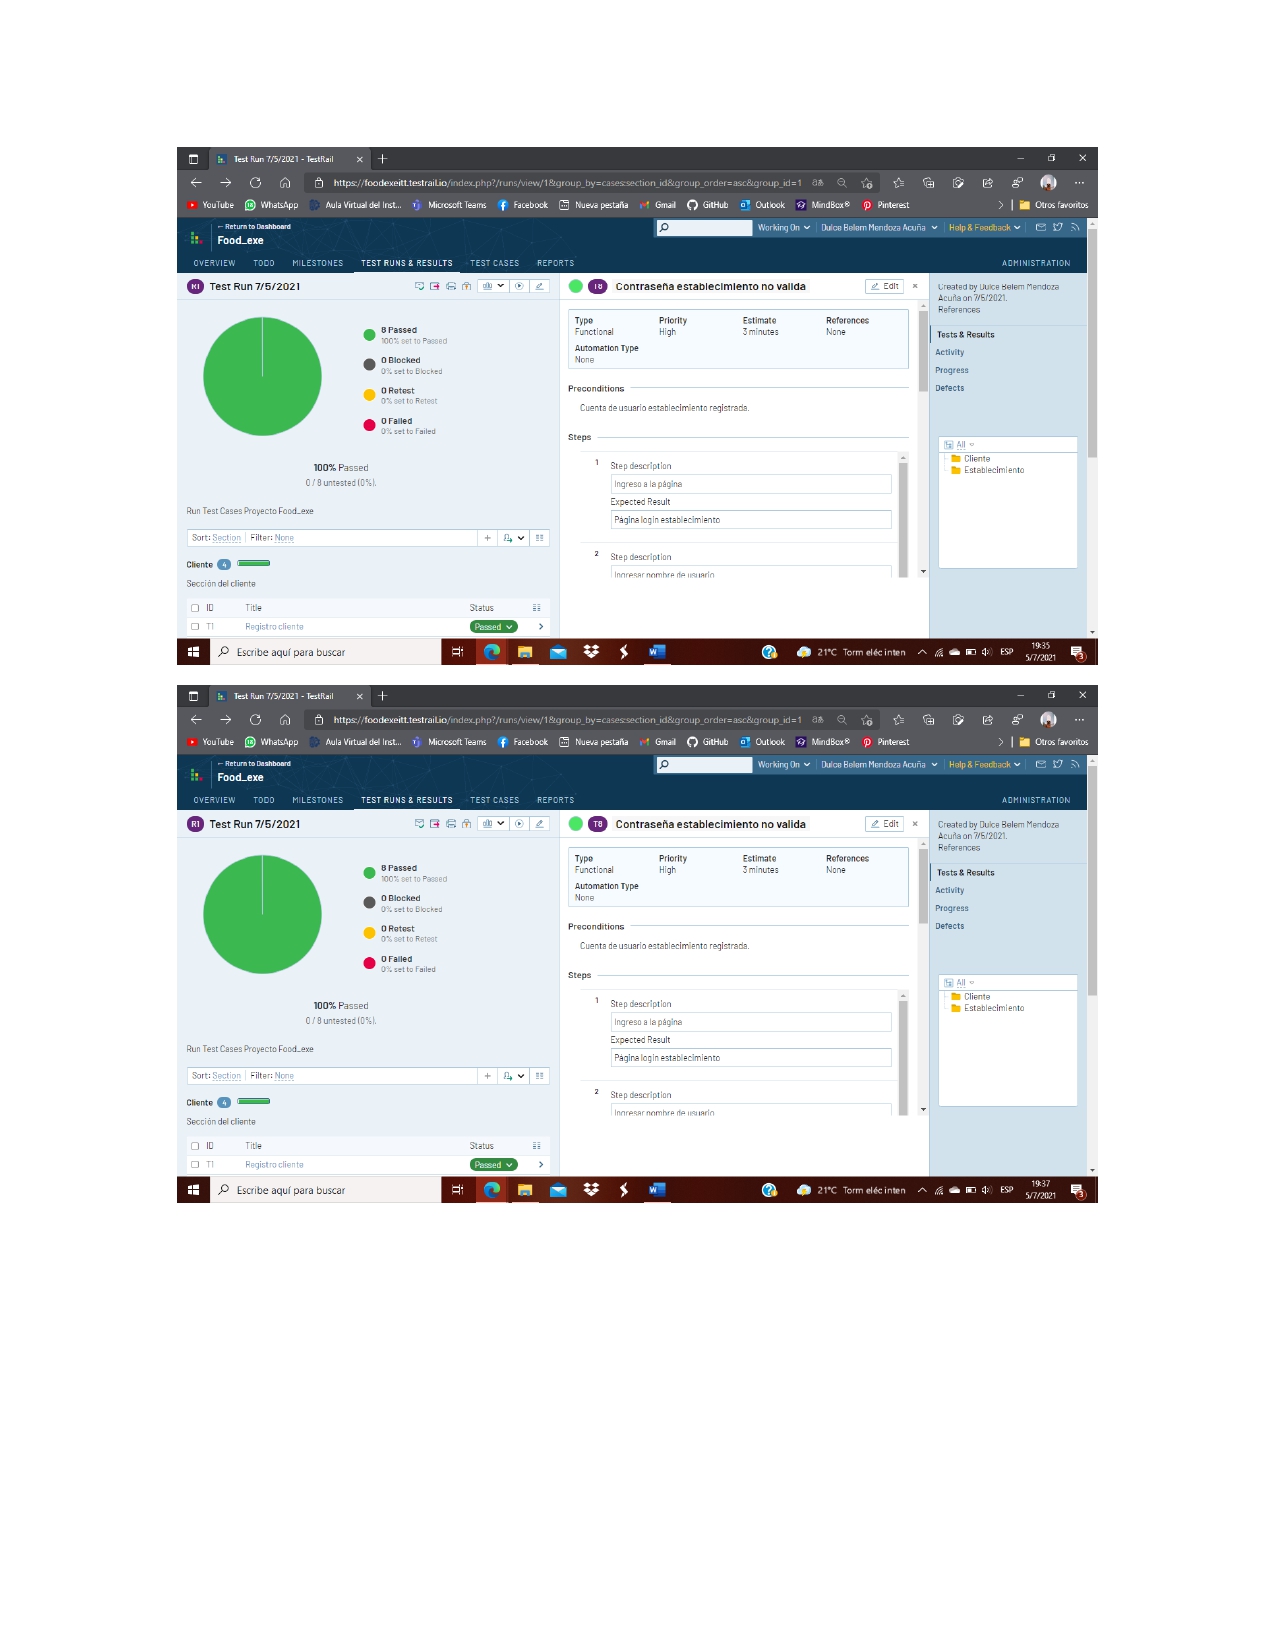 Test Run 7/5/2021 - TestRail
https://foodexeitt.testrail.io/index.php?/runs/view/1&group_by=cases:section_id&group_order=asc&group_id=1
YouTube WhatsApp Aula Virtual del Inst... Microsoft Teams Facebook Nueva pestaña Gmail GitHub Outlook MindBox® Pinterest Otros favoritos
← Return to Dashboard
Food_exe
Working On Dulce Belem Mendoza Acuña Help & Feedback
OVERVIEW TODO MILESTONES TEST RUNS & RESULTS TEST CASES REPORTS ADMINISTRATION
R1 Test Run 7/5/2021
8 Passed
100% set to Passed
0 Blocked
0% set to Blocked
0 Retest
0% set to Retest
0 Failed
0% set to Failed
100% Passed
0 / 8 untested (0%).
Run Test Cases Proyecto Food_exe
Sort: Section Filter: None
Cliente 4
Sección del cliente
ID Title Status
T1 Registro cliente Passed
T8 Contraseña establecimiento no valida Edit
Type Priority Estimate References
Functional High 3 minutes None
Automation Type
None
Preconditions
Cuenta de usuario establecimiento registrada.
Steps
1 Step description
Ingreso a la página
Expected Result
Página login establecimiento
2 Step description
Ingresar nombre de usuario
Created by Dulce Belem Mendoza
Acuña on 7/5/2021.
References
Tests & Results
Activity
Progress
Defects
All
Cliente
Establecimiento
Escribe aquí para buscar
21°C Torm eléc inten ESP
19:35
5/7/2021
3
Test Run 7/5/2021 - TestRail
https://foodexeitt.testrail.io/index.php?/runs/view/1&group_by=cases:section_id&group_order=asc&group_id=1
YouTube WhatsApp Aula Virtual del Inst... Microsoft Teams Facebook Nueva pestaña Gmail GitHub Outlook MindBox® Pinterest Otros favoritos
← Return to Dashboard
Food_exe
Working On Dulce Belem Mendoza Acuña Help & Feedback
OVERVIEW TODO MILESTONES TEST RUNS & RESULTS TEST CASES REPORTS ADMINISTRATION
R1 Test Run 7/5/2021
8 Passed
100% set to Passed
0 Blocked
0% set to Blocked
0 Retest
0% set to Retest
0 Failed
0% set to Failed
100% Passed
0 / 8 untested (0%).
Run Test Cases Proyecto Food_exe
Sort: Section Filter: None
Cliente 4
Sección del cliente
ID Title Status
T1 Registro cliente Passed
T8 Contraseña establecimiento no valida Edit
Type Priority Estimate References
Functional High 3 minutes None
Automation Type
None
Preconditions
Cuenta de usuario establecimiento registrada.
Steps
1 Step description
Ingreso a la página
Expected Result
Página login establecimiento
2 Step description
Ingresar nombre de usuario
Created by Dulce Belem Mendoza
Acuña on 7/5/2021.
References
Tests & Results
Activity
Progress
Defects
All
Cliente
Establecimiento
Escribe aquí para buscar
21°C Torm eléc inten ESP
19:37
5/7/2021
3